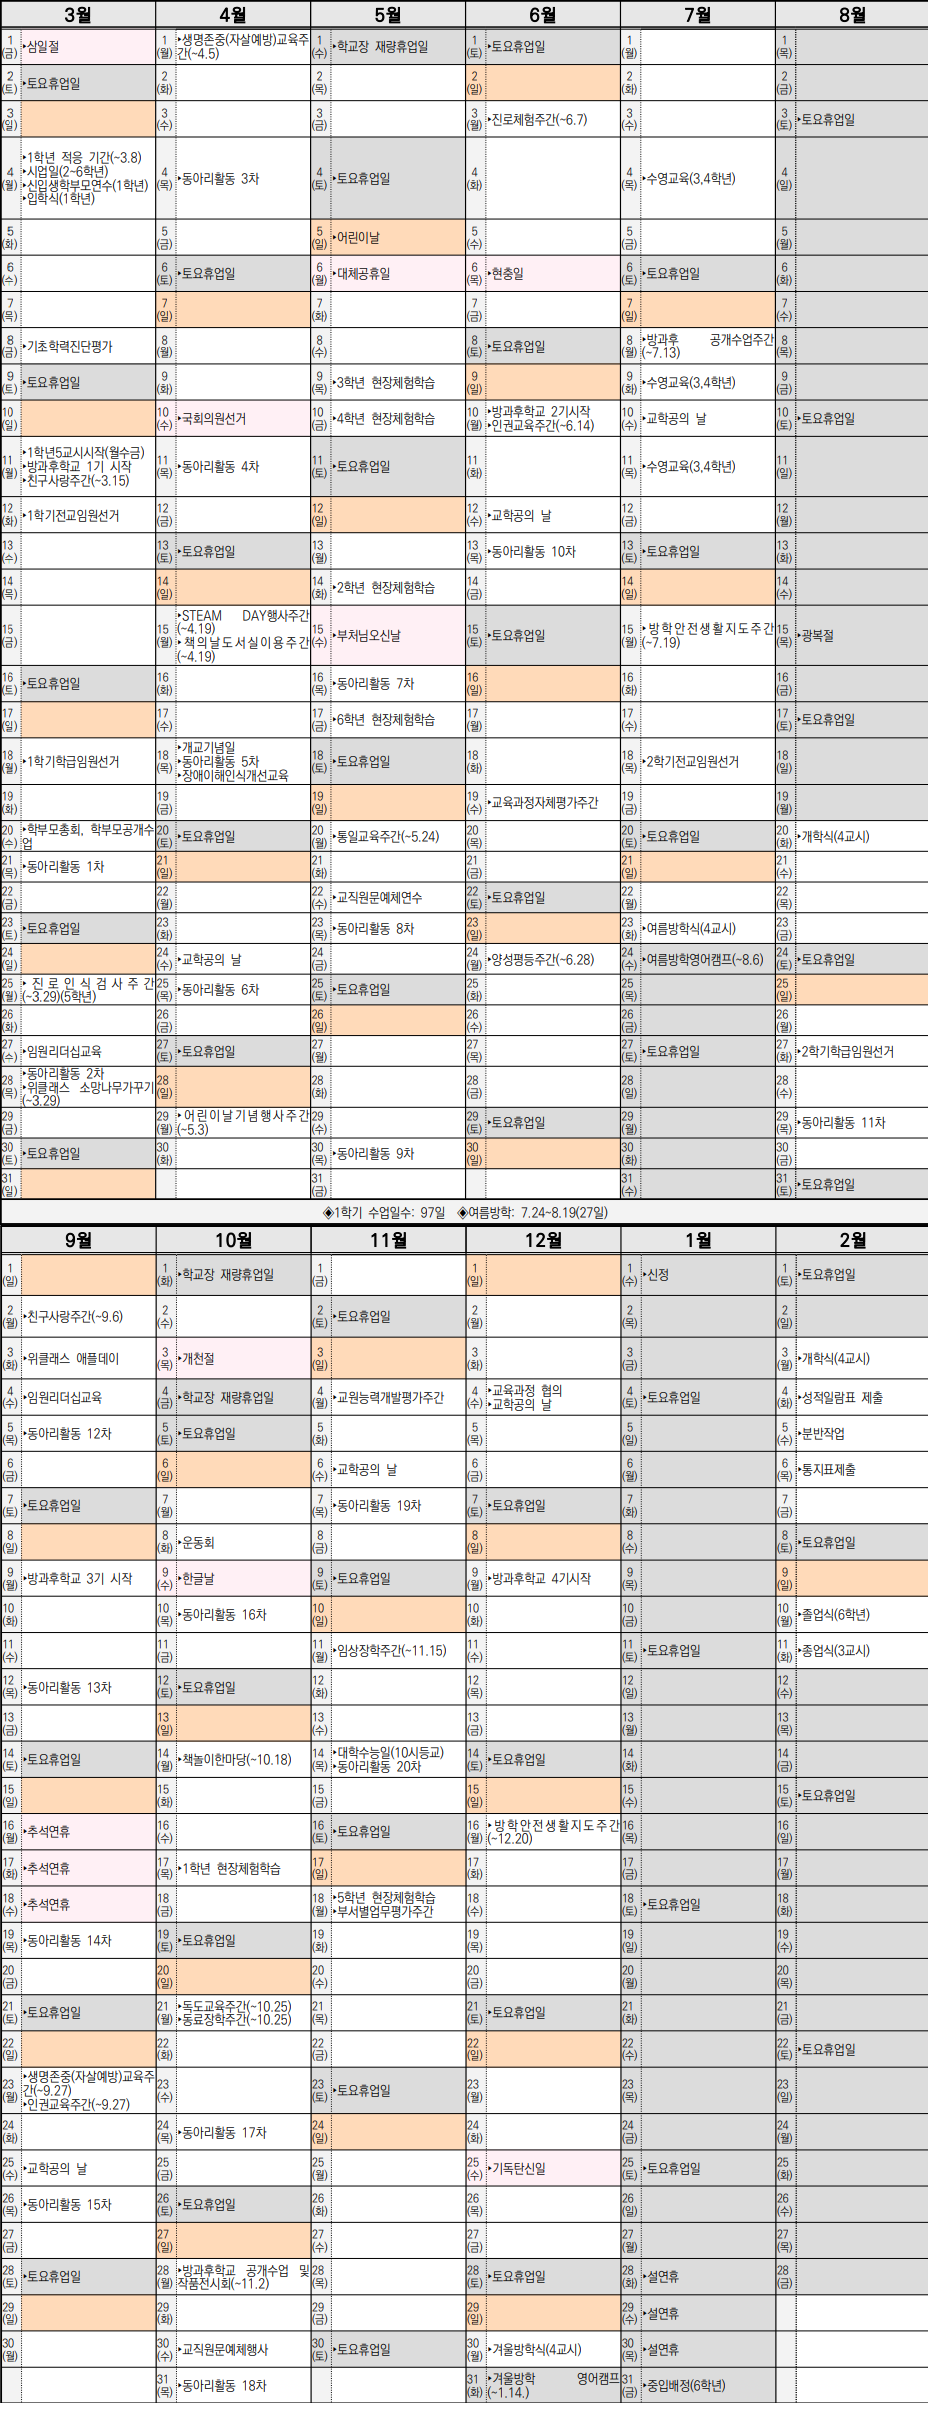 3월 4월 5월 6월 7월 8월
1(금) ‣삼일절 1(월) ‣생명존중(자살예방)교육주간(~4.5) 1(수) ‣학교장 재량휴업일 1(토) ‣토요휴업일 1(월) 1(목)
2(토) ‣토요휴업일 2(화) 2(목) 2(일) 2(화) 2(금)
3(일) 3(수) 3(금) 3(월) ‣진로체험주간(~6.7) 3(수) 3(토) ‣토요휴업일
4(월) ‣1학년 적응 기간(~3.8) ‣시업일(2~6학년) ‣신입생학부모연수(1학년) ‣입학식(1학년) 4(목) ‣동아리활동 3차 4(토) ‣토요휴업일 4(화) 4(목) ‣수영교육(3,4학년) 4(일)
5(화) 5(금) 5(일) ‣어린이날 5(수) 5(금) 5(월)
6(수) 6(토) ‣토요휴업일 6(월) ‣대체공휴일 6(목) ‣현충일 6(토) ‣토요휴업일 6(화)
7(목) 7(일) 7(화) 7(금) 7(일) 7(수)
8(금) ‣기초학력진단평가 8(월) 8(수) 8(토) ‣토요휴업일 8(월) ‣방과후 공개수업주간(~7.13) 8(목)
9(토) ‣토요휴업일 9(화) 9(목) ‣3학년 현장체험학습 9(일) 9(화) ‣수영교육(3,4학년) 9(금)
10(일) 10(수) ‣국회의원선거 10(금) ‣4학년 현장체험학습 10(월) ‣방과후학교 2기시작 ‣인권교육주간(~6.14) 10(수) ‣교학공의 날 10(토) ‣토요휴업일
11(월) ‣1학년5교시시작(월수금) ‣방과후학교 1기 시작 ‣친구사랑주간(~3.15) 11(목) ‣동아리활동 4차 11(토) ‣토요휴업일 11(화) 11(목) ‣수영교육(3,4학년) 11(일)
12(화) ‣1학기전교임원선거 12(금) 12(일) 12(수) ‣교학공의 날 12(금) 12(월)
13(수) 13(토) ‣토요휴업일 13(월) 13(목) ‣동아리활동 10차 13(토) ‣토요휴업일 13(화)
14(목) 14(일) 14(화) ‣2학년 현장체험학습 14(금) 14(일) 14(수)
15(금) 15(월) ‣STEAM DAY행사주간(~4.19) ‣책의날도서실이용주간(~4.19) 15(수) ‣부처님오신날 15(토) ‣토요휴업일 15(월) ‣방학안전생활지도주간(~7.19) 15(목) ‣광복절
16(토) ‣토요휴업일 16(화) 16(목) ‣동아리활동 7차 16(일) 16(화) 16(금)
17(일) 17(수) 17(금) ‣6학년 현장체험학습 17(월) 17(수) 17(토) ‣토요휴업일
18(월) ‣1학기학급임원선거 18(목) ‣개교기념일 ‣동아리활동 5차 ‣장애이해인식개선교육 18(토) ‣토요휴업일 18(화) 18(목) ‣2학기전교임원선거 18(일)
19(화) 19(금) 19(일) 19(수) ‣교육과정자체평가주간 19(금) 19(월)
20(수) ‣학부모총회, 학부모공개수업 20(토) ‣토요휴업일 20(월) ‣통일교육주간(~5.24) 20(목) 20(토) ‣토요휴업일 20(화) ‣개학식(4교시)
21(목) ‣동아리활동 1차 21(일) 21(화) 21(금) 21(일) 21(수)
22(금) 22(월) 22(수) ‣교직원문예체연수 22(토) ‣토요휴업일 22(월) 22(목)
23(토) ‣토요휴업일 23(화) 23(목) ‣동아리활동 8차 23(일) 23(화) ‣여름방학식(4교시) 23(금)
24(일) 24(수) ‣교학공의 날 24(금) 24(월) ‣양성평등주간(~6.28) 24(수) ‣여름방학영어캠프(~8.6) 24(토) ‣토요휴업일
25(월) ‣진로인식검사주간(~3.29)(5학년) 25(목) ‣동아리활동 6차 25(토) ‣토요휴업일 25(화) 25(목) 25(일)
26(화) 26(금) 26(일) 26(수) 26(금) 26(월)
27(수) ‣임원리더십교육 27(토) ‣토요휴업일 27(월) 27(목) 27(토) ‣토요휴업일 27(화) ‣2학기학급임원선거
28(목) ‣동아리활동 2차 ‣위클래스 소망나무가꾸기(~3.29) 28(일) 28(화) 28(금) 28(일) 28(수)
29(금) 29(월) ‣어린이날기념행사주간(~5.3) 29(수) 29(토) ‣토요휴업일 29(월) 29(목) ‣동아리활동 11차
30(토) ‣토요휴업일 30(화) 30(목) ‣동아리활동 9차 30(일) 30(화) 30(금)
31(일) 31(금) 31(수) 31(토) ‣토요휴업일
◈1학기 수업일수: 97일 ◈여름방학: 7.24~8.19(27일)
9월 10월 11월 12월 1월 2월
1(일) 1(화) ‣학교장 재량휴업일 1(금) 1(일) 1(수) ‣신정 1(토) ‣토요휴업일
2(월) ‣친구사랑주간(~9.6) 2(수) 2(토) ‣토요휴업일 2(월) 2(목) 2(일)
3(화) ‣위클래스 애플데이 3(목) ‣개천절 3(일) 3(화) 3(금) 3(월) ‣개학식(4교시)
4(수) ‣임원리더십교육 4(금) ‣학교장 재량휴업일 4(월) ‣교원능력개발평가주간 4(수) ‣교육과정 협의 ‣교학공의 날 4(토) ‣토요휴업일 4(화) ‣성적일람표 제출
5(목) ‣동아리활동 12차 5(토) ‣토요휴업일 5(화) 5(목) 5(일) 5(수) ‣분반작업
6(금) 6(일) 6(수) ‣교학공의 날 6(금) 6(월) 6(목) ‣통지표제출
7(토) ‣토요휴업일 7(월) 7(목) ‣동아리활동 19차 7(토) ‣토요휴업일 7(화) 7(금)
8(일) 8(화) ‣운동회 8(금) 8(일) 8(수) 8(토) ‣토요휴업일
9(월) ‣방과후학교 3기 시작 9(수) ‣한글날 9(토) ‣토요휴업일 9(월) ‣방과후학교 4기시작 9(목) 9(일)
10(화) 10(목) ‣동아리활동 16차 10(일) 10(화) 10(금) 10(월) ‣졸업식(6학년)
11(수) 11(금) 11(월) ‣임상장학주간(~11.15) 11(수) 11(토) ‣토요휴업일 11(화) ‣종업식(3교시)
12(목) ‣동아리활동 13차 12(토) ‣토요휴업일 12(화) 12(목) 12(일) 12(수)
13(금) 13(일) 13(수) 13(금) 13(월) 13(목)
14(토) ‣토요휴업일 14(월) ‣책놀이한마당(~10.18) 14(목) ‣대학수능일(10시등교) ‣동아리활동 20차 14(토) ‣토요휴업일 14(화) 14(금)
15(일) 15(화) 15(금) 15(일) 15(수) 15(토) ‣토요휴업일
16(월) ‣추석연휴 16(수) 16(토) ‣토요휴업일 16(월) ‣방학안전생활지도주간(~12.20) 16(목) 16(일)
17(화) ‣추석연휴 17(목) ‣1학년 현장체험학습 17(일) 17(화) 17(금) 17(월)
18(수) ‣추석연휴 18(금) 18(월) ‣5학년 현장체험학습 ‣부서별업무평가주간 18(수) 18(토) ‣토요휴업일 18(화)
19(목) ‣동아리활동 14차 19(토) ‣토요휴업일 19(화) 19(목) 19(일) 19(수)
20(금) 20(일) 20(수) 20(금) 20(월) 20(목)
21(토) ‣토요휴업일 21(월) ‣독도교육주간(~10.25) ‣동료장학주간(~10.25) 21(목) 21(토) ‣토요휴업일 21(화) 21(금)
22(일) 22(화) 22(금) 22(일) 22(수) 22(토) ‣토요휴업일
23(월) ‣생명존중(자살예방)교육주간(~9.27) ‣인권교육주간(~9.27) 23(수) 23(토) ‣토요휴업일 23(월) 23(목) 23(일)
24(화) 24(목) ‣동아리활동 17차 24(일) 24(화) 24(금) 24(월)
25(수) ‣교학공의 날 25(금) 25(월) 25(수) ‣기독탄신일 25(토) ‣토요휴업일 25(화)
26(목) ‣동아리활동 15차 26(토) ‣토요휴업일 26(화) 26(목) 26(일) 26(수)
27(금) 27(일) 27(수) 27(금) 27(월) 27(목)
28(토) ‣토요휴업일 28(월) ‣방과후학교 공개수업 및 작품전시회(~11.2) 28(목) 28(토) ‣토요휴업일 28(화) ‣설연휴 28(금)
29(일) 29(화) 29(금) 29(일) 29(수) ‣설연휴
30(월) 30(수) ‣교직원문예체행사 30(토) ‣토요휴업일 30(월) ‣겨울방학식(4교시) 30(목) ‣설연휴
31(목) ‣동아리활동 18차 31(화) ‣겨울방학 영어캠프(~1.14.) 31(금) ‣중입배정(6학년)